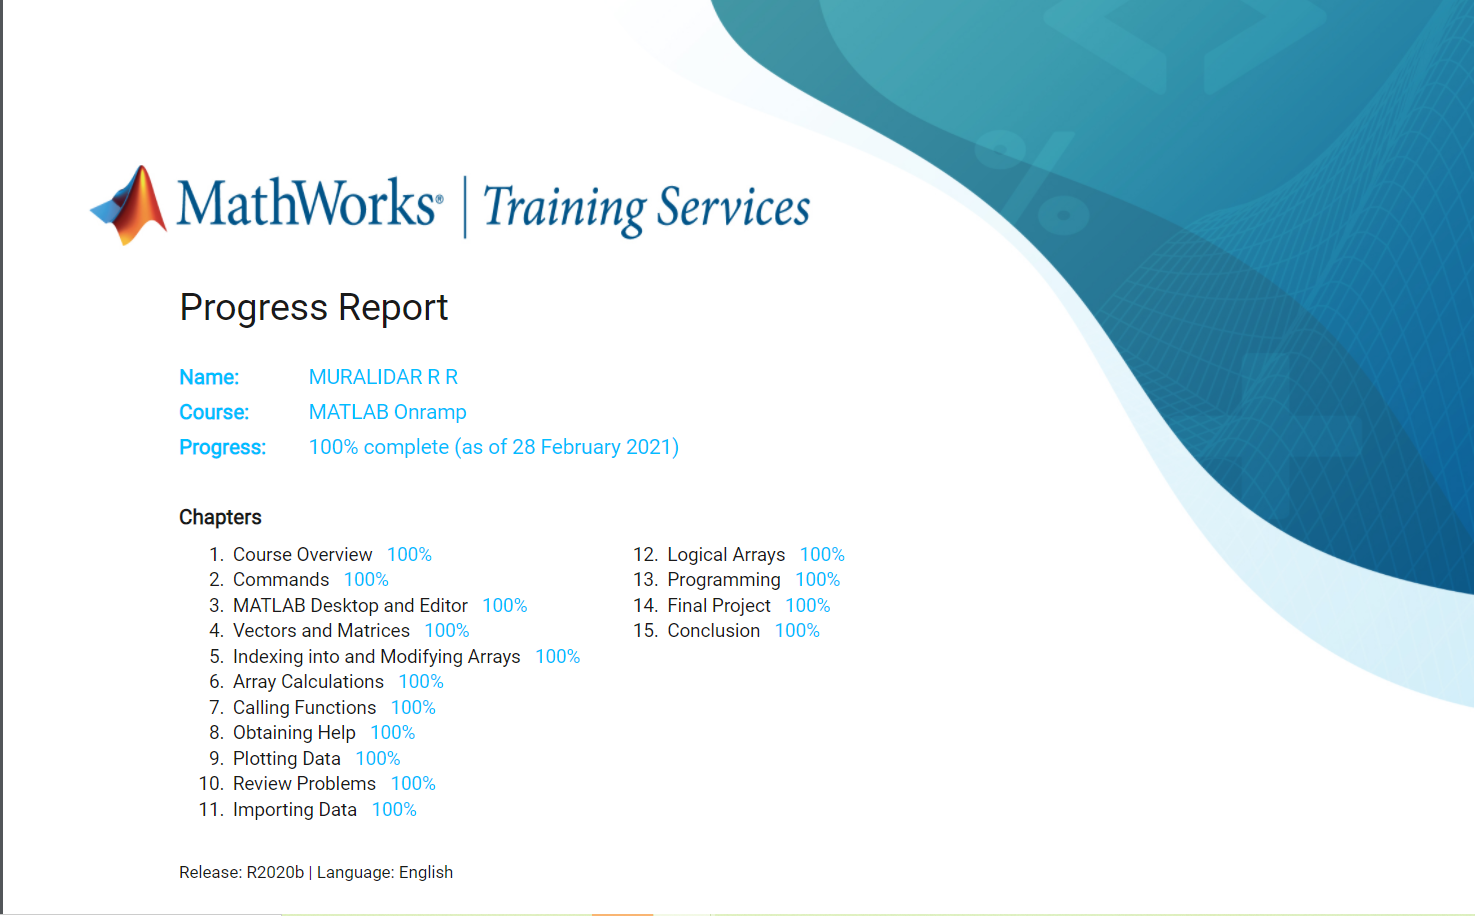 MathWorks® | Training Services
Progress Report
Name: MURALIDAR R R
Course: MATLAB Onramp
Progress: 100% complete (as of 28 February 2021)
Chapters
1. Course Overview 100%
2. Commands 100%
3. MATLAB Desktop and Editor 100%
4. Vectors and Matrices 100%
5. Indexing into and Modifying Arrays 100%
6. Array Calculations 100%
7. Calling Functions 100%
8. Obtaining Help 100%
9. Plotting Data 100%
10. Review Problems 100%
11. Importing Data 100%
12. Logical Arrays 100%
13. Programming 100%
14. Final Project 100%
15. Conclusion 100%
Release: R2020b | Language: English